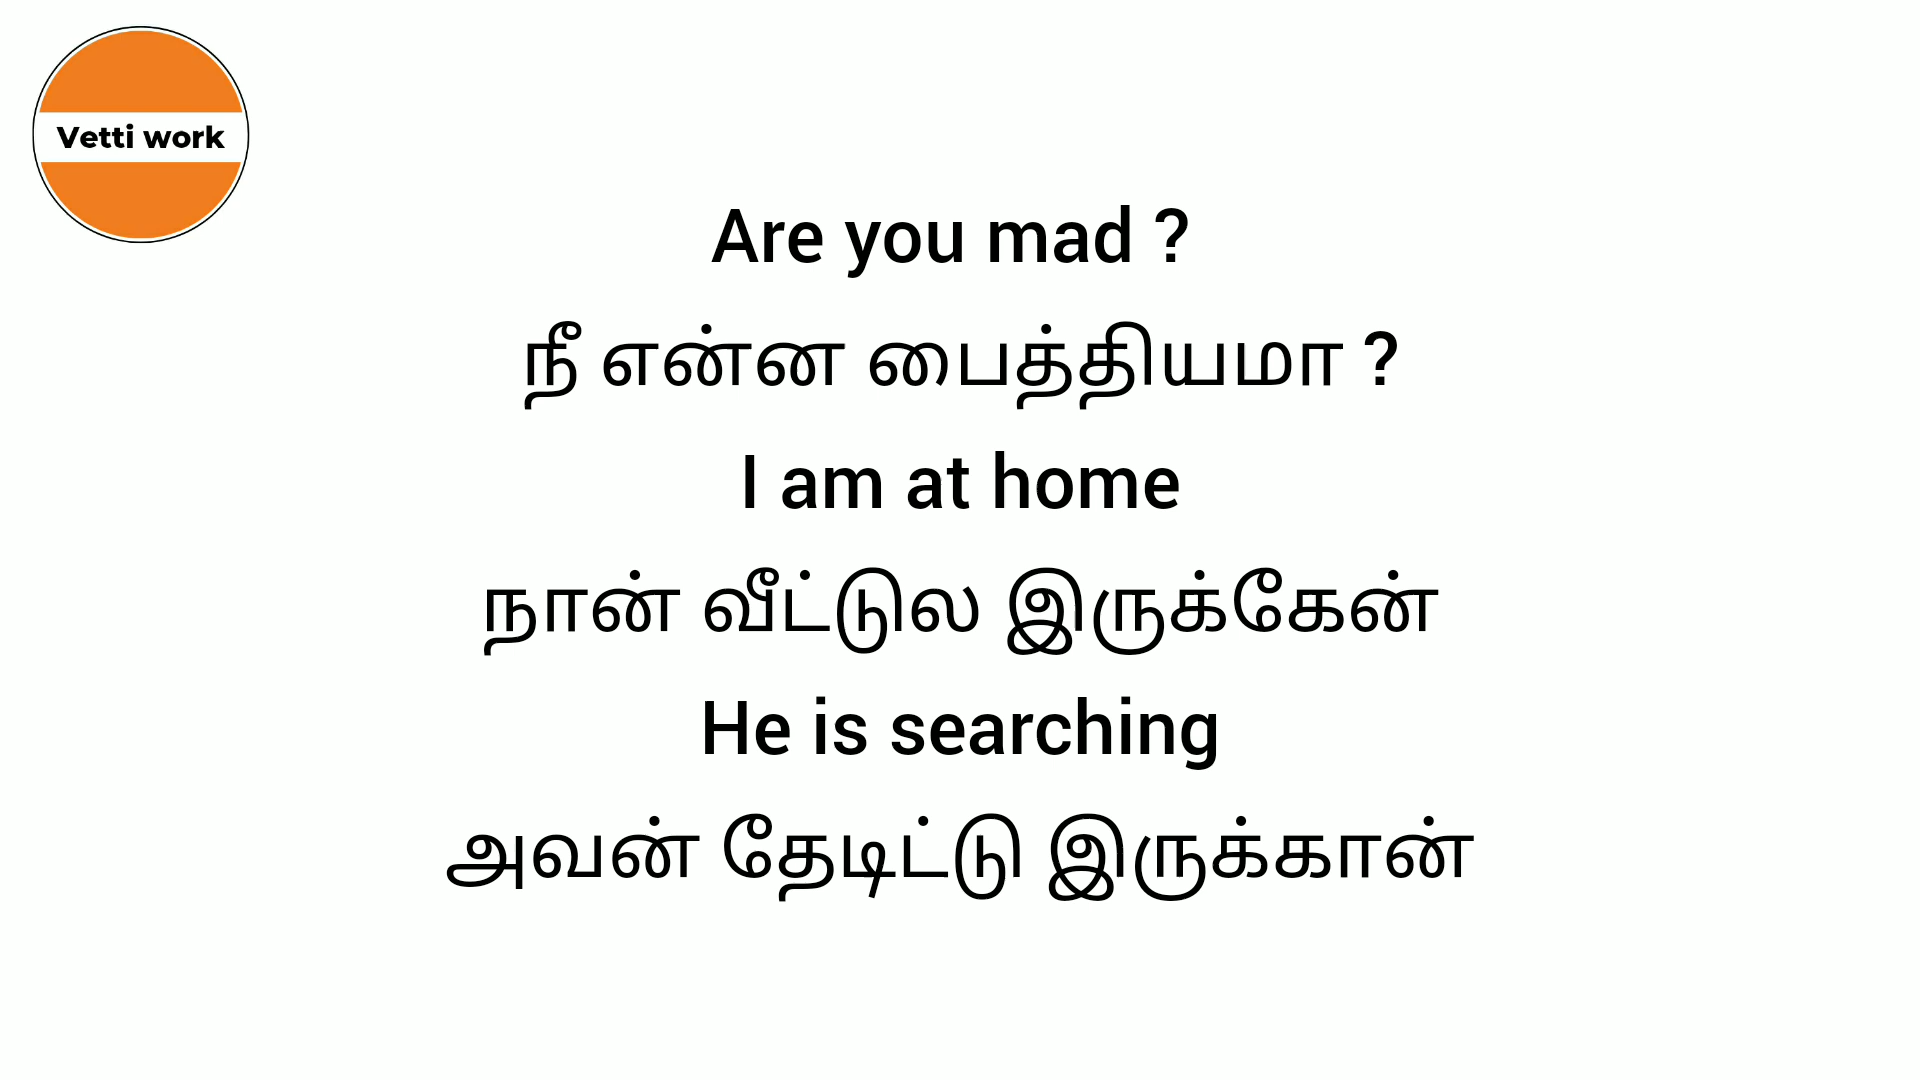 Vetti work
Are you mad ?
நீ என்ன பைத்தியமா ?
I am at home
நான் வீட்டுல இருக்கேன்
He is searching
அவன் தேடிட்டு இருக்கான்